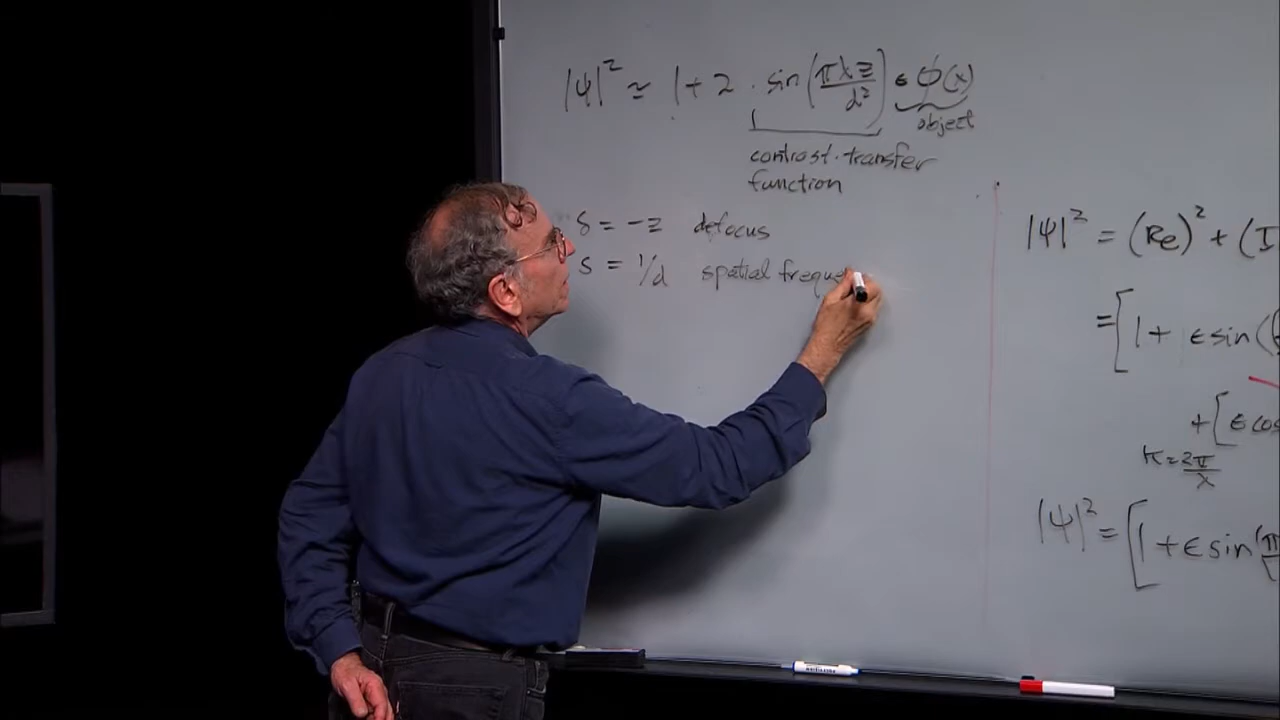 |ψ|² ≃ 1 + 2 · sin(πλz/d²) ϵ ϕ(x)
object
contrast-transfer
function
δ = -z defocus
s = 1/d spatial freque
|ψ|² = (Re)² + (I
= [1 + ϵ sin(
+ [ϵ cos
κ = 2π/λ
|ψ|² = [1 + ϵ sin(π